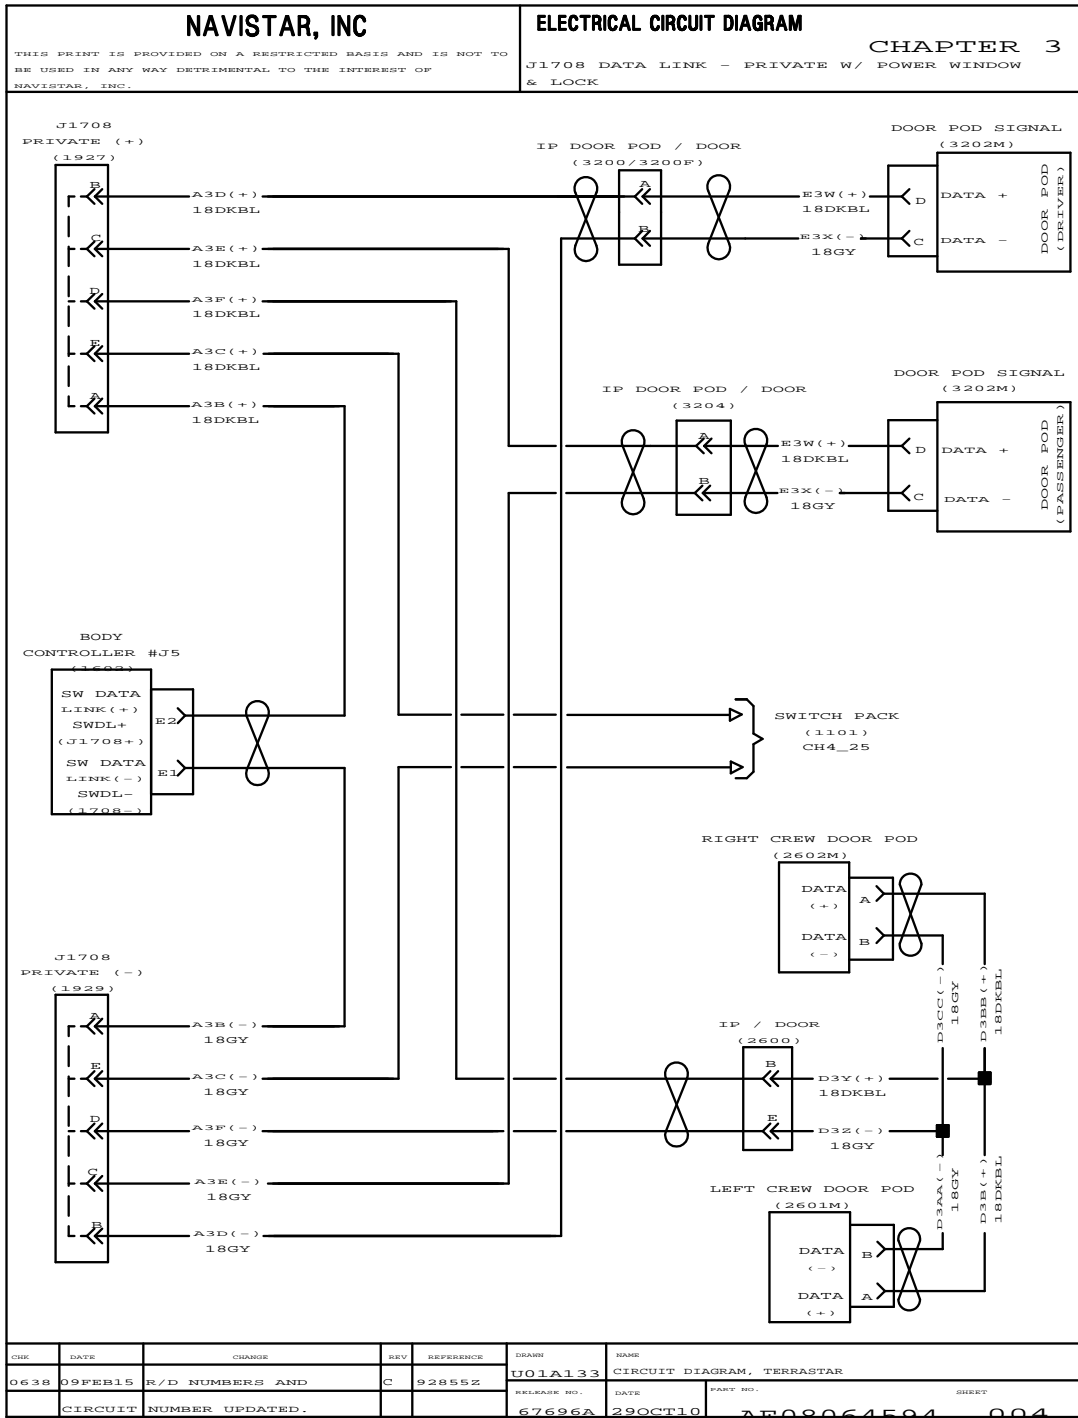 NAVISTAR, INC
THIS PRINT IS PROVIDED ON A RESTRICTED BASIS AND IS NOT TO
BE USED IN ANY WAY DETRIMENTAL TO THE INTEREST OF
NAVISTAR, INC.
ELECTRICAL CIRCUIT DIAGRAM
CHAPTER 3
J1708 DATA LINK - PRIVATE W/ POWER WINDOW
& LOCK
J1708
PRIVATE (+)
(1927)
B
A3D(+)
18DKBL
C
A3E(+)
18DKBL
D
A3F(+)
18DKBL
E
A3C(+)
18DKBL
A
A3B(+)
18DKBL
IP DOOR POD / DOOR
(3200/3200F)
A
B
E3W(+)
18DKBL
E3X(-)
18GY
DOOR POD SIGNAL
(3202M)
D
DATA +
C
DATA -
DOOR POD
(DRIVER)
IP DOOR POD / DOOR
(3204)
A
B
E3W(+)
18DKBL
E3X(-)
18GY
DOOR POD SIGNAL
(3202M)
D
DATA +
C
DATA -
DOOR POD
(PASSENGER)
BODY
CONTROLLER #J5
(1602)
SW DATA
LINK(+)
SWDL+
(J1708+)
SW DATA
LINK(-)
SWDL-
(1708-)
E2
E1
SWITCH PACK
(1101)
CH4_25
RIGHT CREW DOOR POD
(2602M)
DATA
(+)
A
DATA
(-)
B
D3CC(-)
18GY
D3BB(+)
18DKBL
J1708
PRIVATE (-)
(1929)
A
A3B(-)
18GY
E
A3C(-)
18GY
D
A3F(-)
18GY
C
A3E(-)
18GY
B
A3D(-)
18GY
IP / DOOR
(2600)
B
D3Y(+)
18DKBL
E
D3Z(-)
18GY
D3AA(-)
18GY
D3B(+)
18DKBL
LEFT CREW DOOR POD
(2601M)
DATA
(-)
B
DATA
(+)
A
CHK DATE CHANGE REV REFERENCE
0638 09FEB15 R/D NUMBERS AND C 92855Z
CIRCUIT NUMBER UPDATED.
DRAWN
U01A133
NAME
CIRCUIT DIAGRAM, TERRASTAR
RELEASE NO.
67696A
DATE
29OCT10
PART NO.
AE08064594
SHEET
004